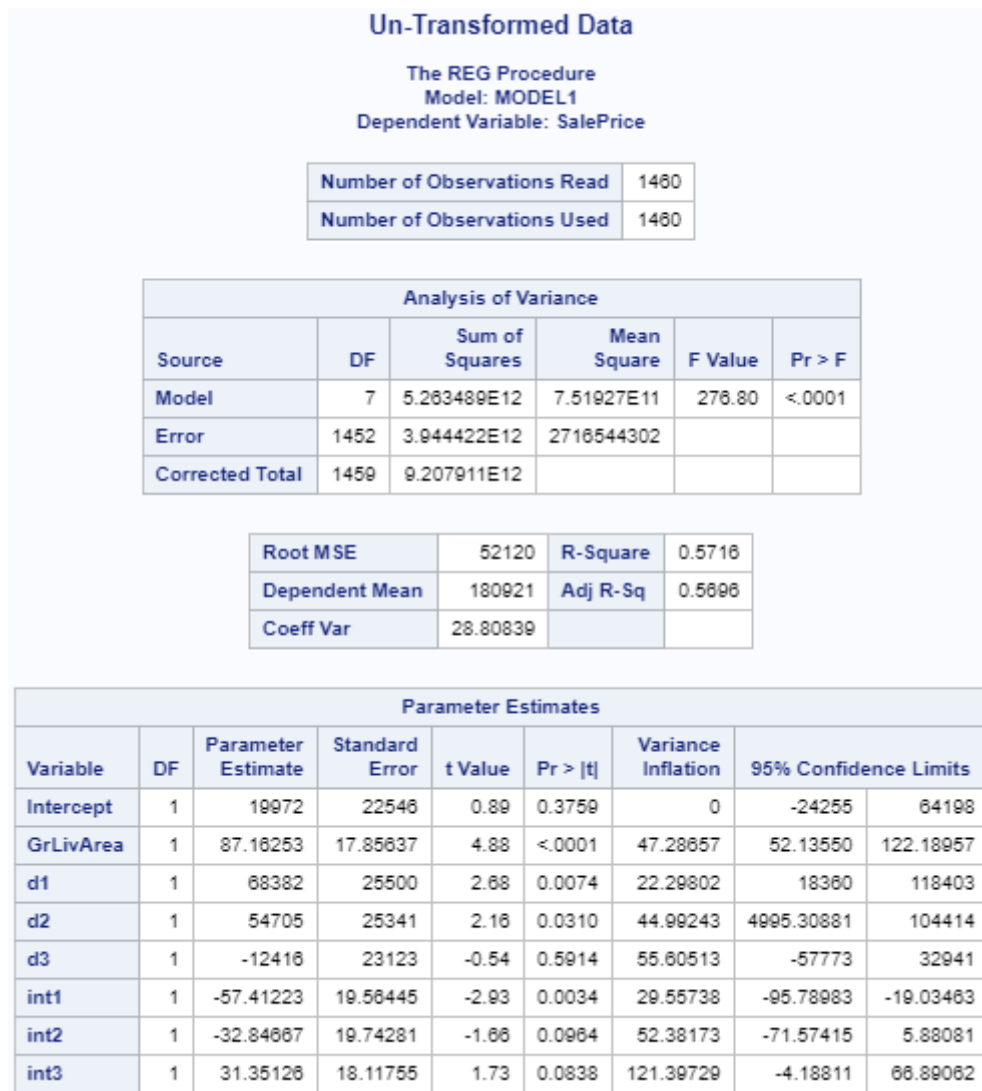 Un-Transformed Data
The REG Procedure
Model: MODEL1
Dependent Variable: SalePrice
Number of Observations Read 1460
Number of Observations Used 1460
Analysis of Variance
Source DF Sum of Squares Mean Square F Value Pr > F
Model 7 5.263489E12 7.51927E11 276.80 <.0001
Error 1452 3.944422E12 2716544302
Corrected Total 1459 9.207911E12
Root MSE 52120 R-Square 0.5716
Dependent Mean 180921 Adj R-Sq 0.5696
Coeff Var 28.80839
Parameter Estimates
Variable DF Parameter Estimate Standard Error t Value Pr > |t| Variance Inflation 95% Confidence Limits
Intercept 1 19972 22546 0.89 0.3759 0 -24255 64198
GrLivArea 1 87.16253 17.85637 4.88 <.0001 47.28657 52.13550 122.18957
d1 1 68382 25500 2.68 0.0074 22.29802 18360 118403
d2 1 54705 25341 2.16 0.0310 44.99243 4995.30881 104414
d3 1 -12416 23123 -0.54 0.5914 55.60513 -57773 32941
int1 1 -57.41223 19.56445 -2.93 0.0034 29.55738 -95.78983 -19.03463
int2 1 -32.84667 19.74281 -1.66 0.0964 52.38173 -71.57415 5.88081
int3 1 31.35126 18.11755 1.73 0.0838 121.39729 -4.18811 66.89062